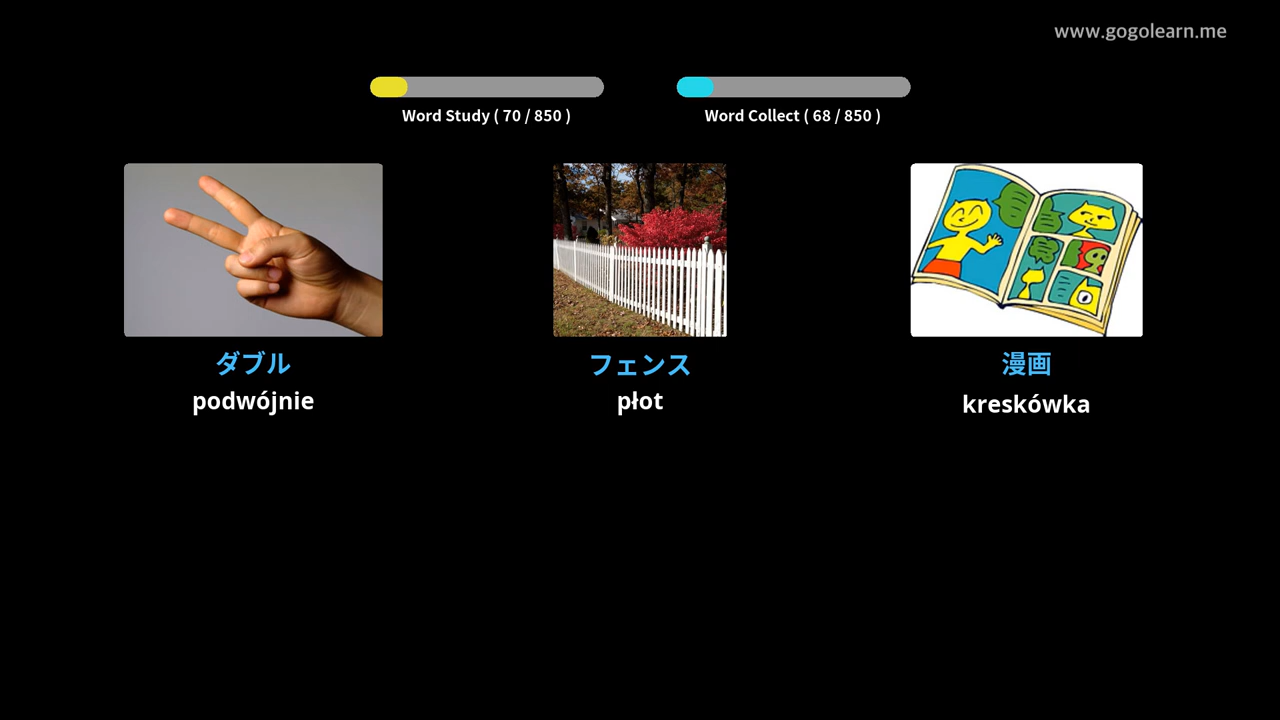 www.gogolearn.me
Word Study ( 70 / 850 )
Word Collect ( 68 / 850 )
ダブル
podwójnie
フェンス
płot
漫画
kreskówka